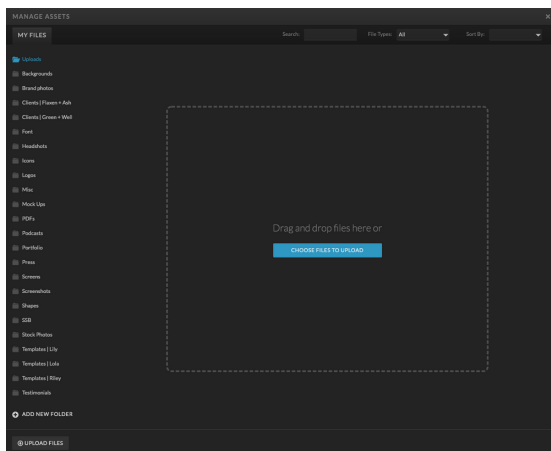 MANAGE ASSETS
×
MY FILES
Search:
File Types: All
Sort By:
Uploads
Backgrounds
Brand photos
Clients | Flaxen + Ash
Clients | Green + Well
Font
Headshots
Icons
Logos
Misc
Mock Ups
PDFs
Podcasts
Portfolio
Press
Screens
Screenshots
Shapes
SSB
Stock Photos
Templates | Lily
Templates | Lola
Templates | Riley
Testimonials
ADD NEW FOLDER
UPLOAD FILES
Drag and drop files here or
CHOOSE FILES TO UPLOAD